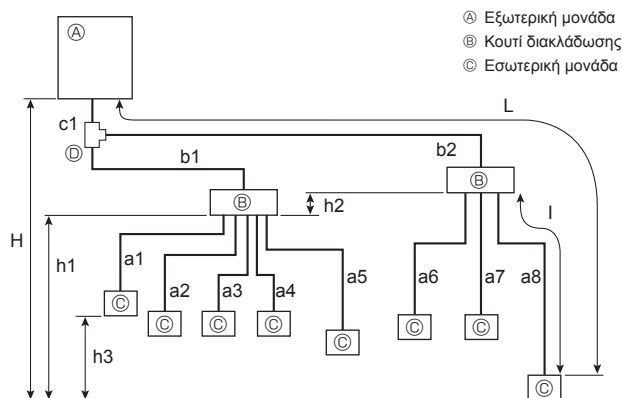 Ⓐ Εξωτερική μονάδα
Ⓑ Κουτί διακλάδωσης
Ⓒ Εσωτερική μονάδα
Ⓐ
L
c1
Ⓓ
b1
b2
Ⓑ
Ⓑ
h2
H
h1
l
a1
a2
a3
a4
a5
a6
a7
a8
Ⓒ
Ⓒ
Ⓒ
Ⓒ
Ⓒ
Ⓒ
Ⓒ
h3
Ⓒ